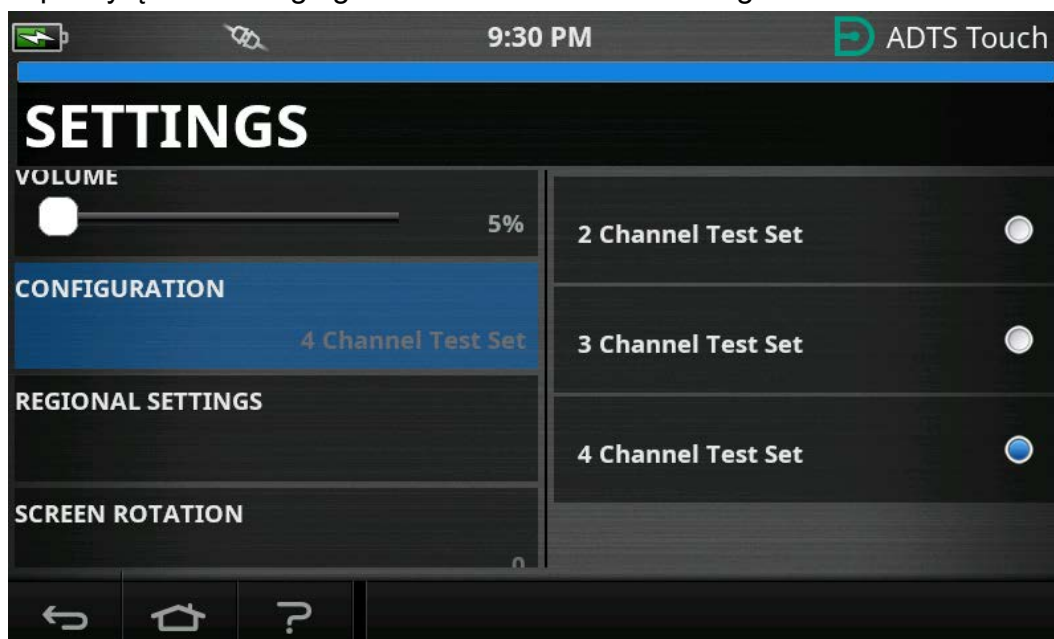 9:30 PM
ADTS Touch
SETTINGS
VOLUME
5%
CONFIGURATION
4 Channel Test Set
REGIONAL SETTINGS
SCREEN ROTATION
0
2 Channel Test Set
3 Channel Test Set
4 Channel Test Set
?